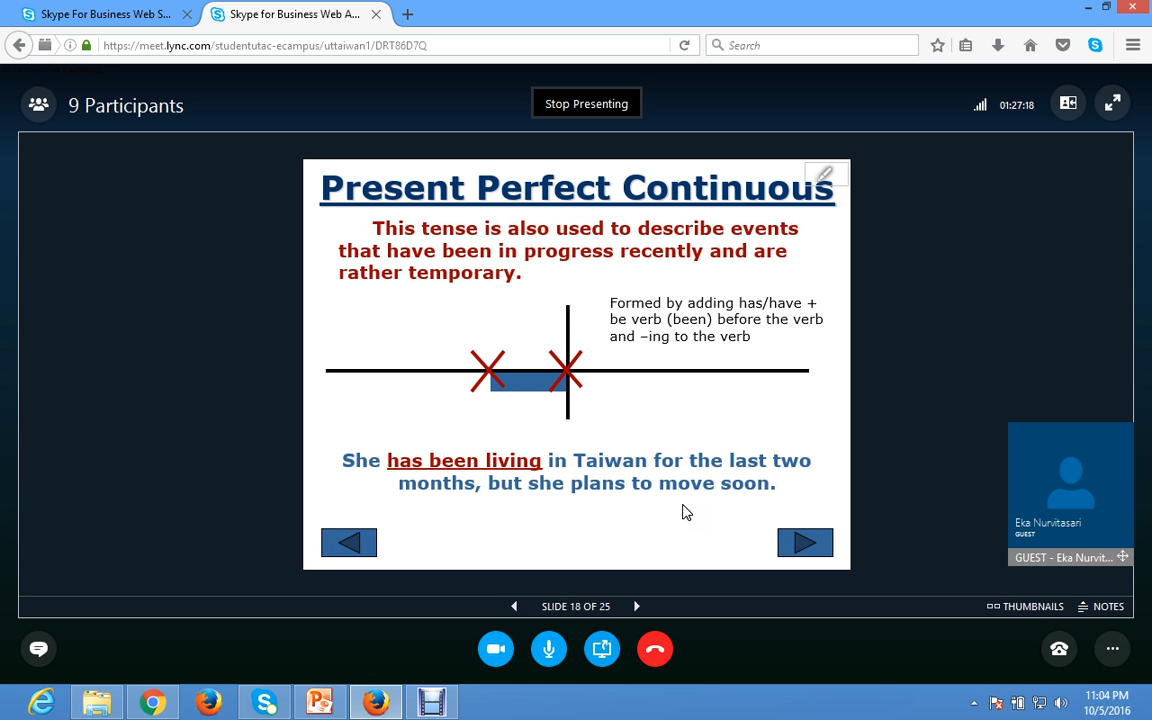 Skype For Business Web S...
Skype for Business Web A...
https://meet.lync.com/studentutac-ecampus/uttaiwan1/DRT86D7Q
Search
9 Participants
Stop Presenting
01:27:18
Present Perfect Continuous
This tense is also used to describe events
that have been in progress recently and are
rather temporary.
Formed by adding has/have +
be verb (been) before the verb
and –ing to the verb
She has been living in Taiwan for the last two
months, but she plans to move soon.
Eka Nurvitasari
GUEST
GUEST - Eka Nurvit...
SLIDE 18 OF 25
THUMBNAILS
NOTES
11:04 PM
10/5/2016